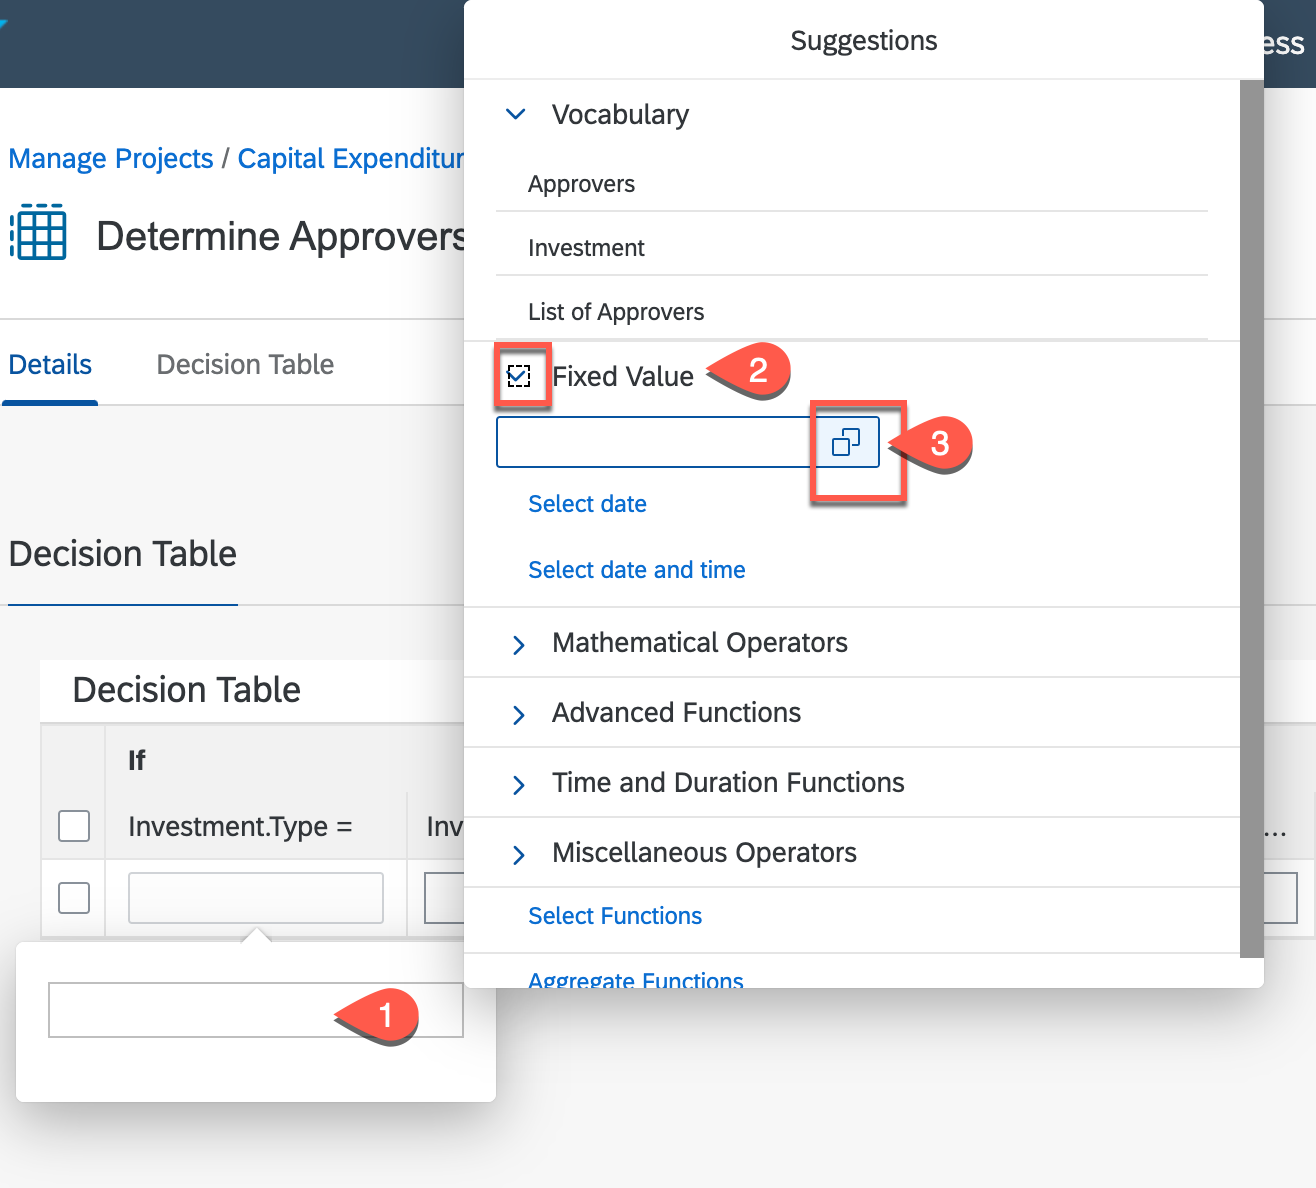 Suggestions
ess
Vocabulary
Manage Projects / Capital Expenditur
Approvers
Determine Approvers
Investment
List of Approvers
Details
Decision Table
Fixed Value
2
3
Select date
Decision Table
Select date and time
Mathematical Operators
Decision Table
Advanced Functions
If
Time and Duration Functions
Investment.Type =
Inv
...
Miscellaneous Operators
Select Functions
Aggregate Functions
1